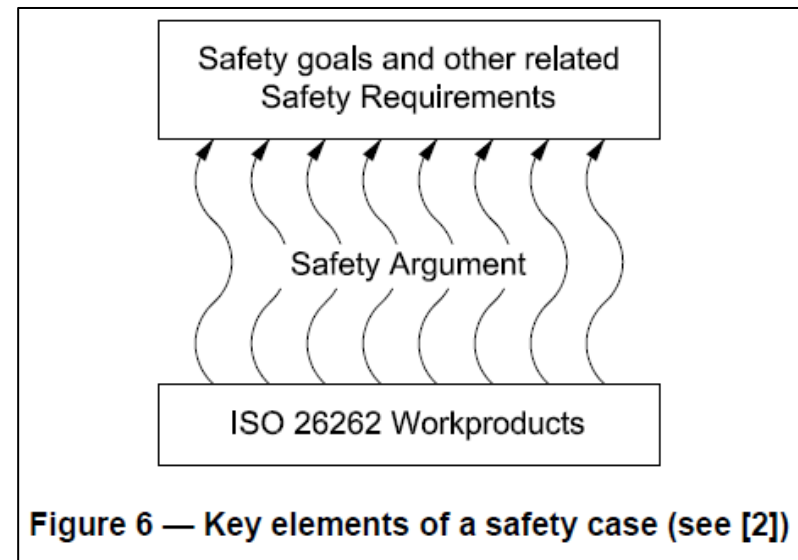 Safety goals and other related
Safety Requirements
Safety Argument
ISO 26262 Workproducts
Figure 6 — Key elements of a safety case (see [2])